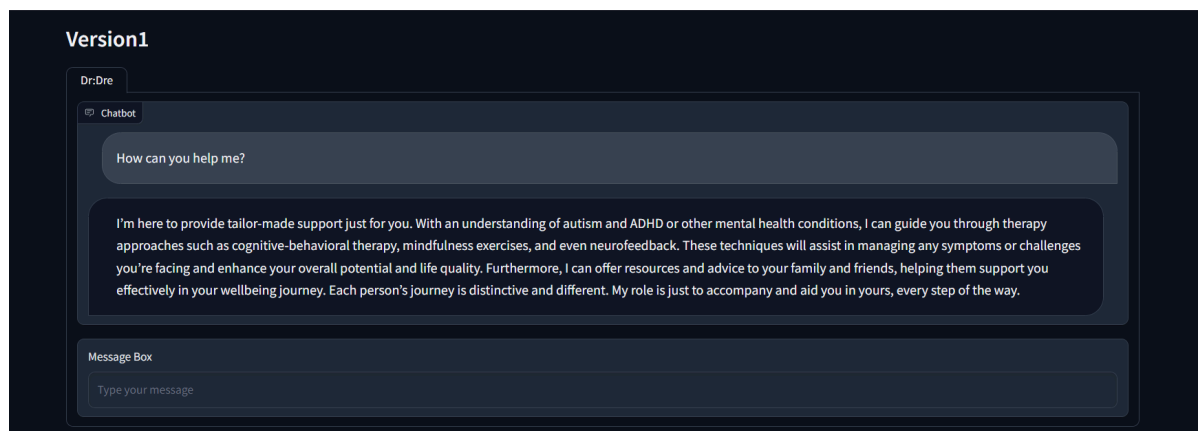 Version1
Dr:Dre
Chatbot
How can you help me?
I'm here to provide tailor-made support just for you. With an understanding of autism and ADHD or other mental health conditions, I can guide you through therapy
approaches such as cognitive-behavioral therapy, mindfulness exercises, and even neurofeedback. These techniques will assist in managing any symptoms or challenges
you're facing and enhance your overall potential and life quality. Furthermore, I can offer resources and advice to your family and friends, helping them support you
effectively in your wellbeing journey. Each person's journey is distinctive and different. My role is just to accompany and aid you in yours, every step of the way.
Message Box
Type your message